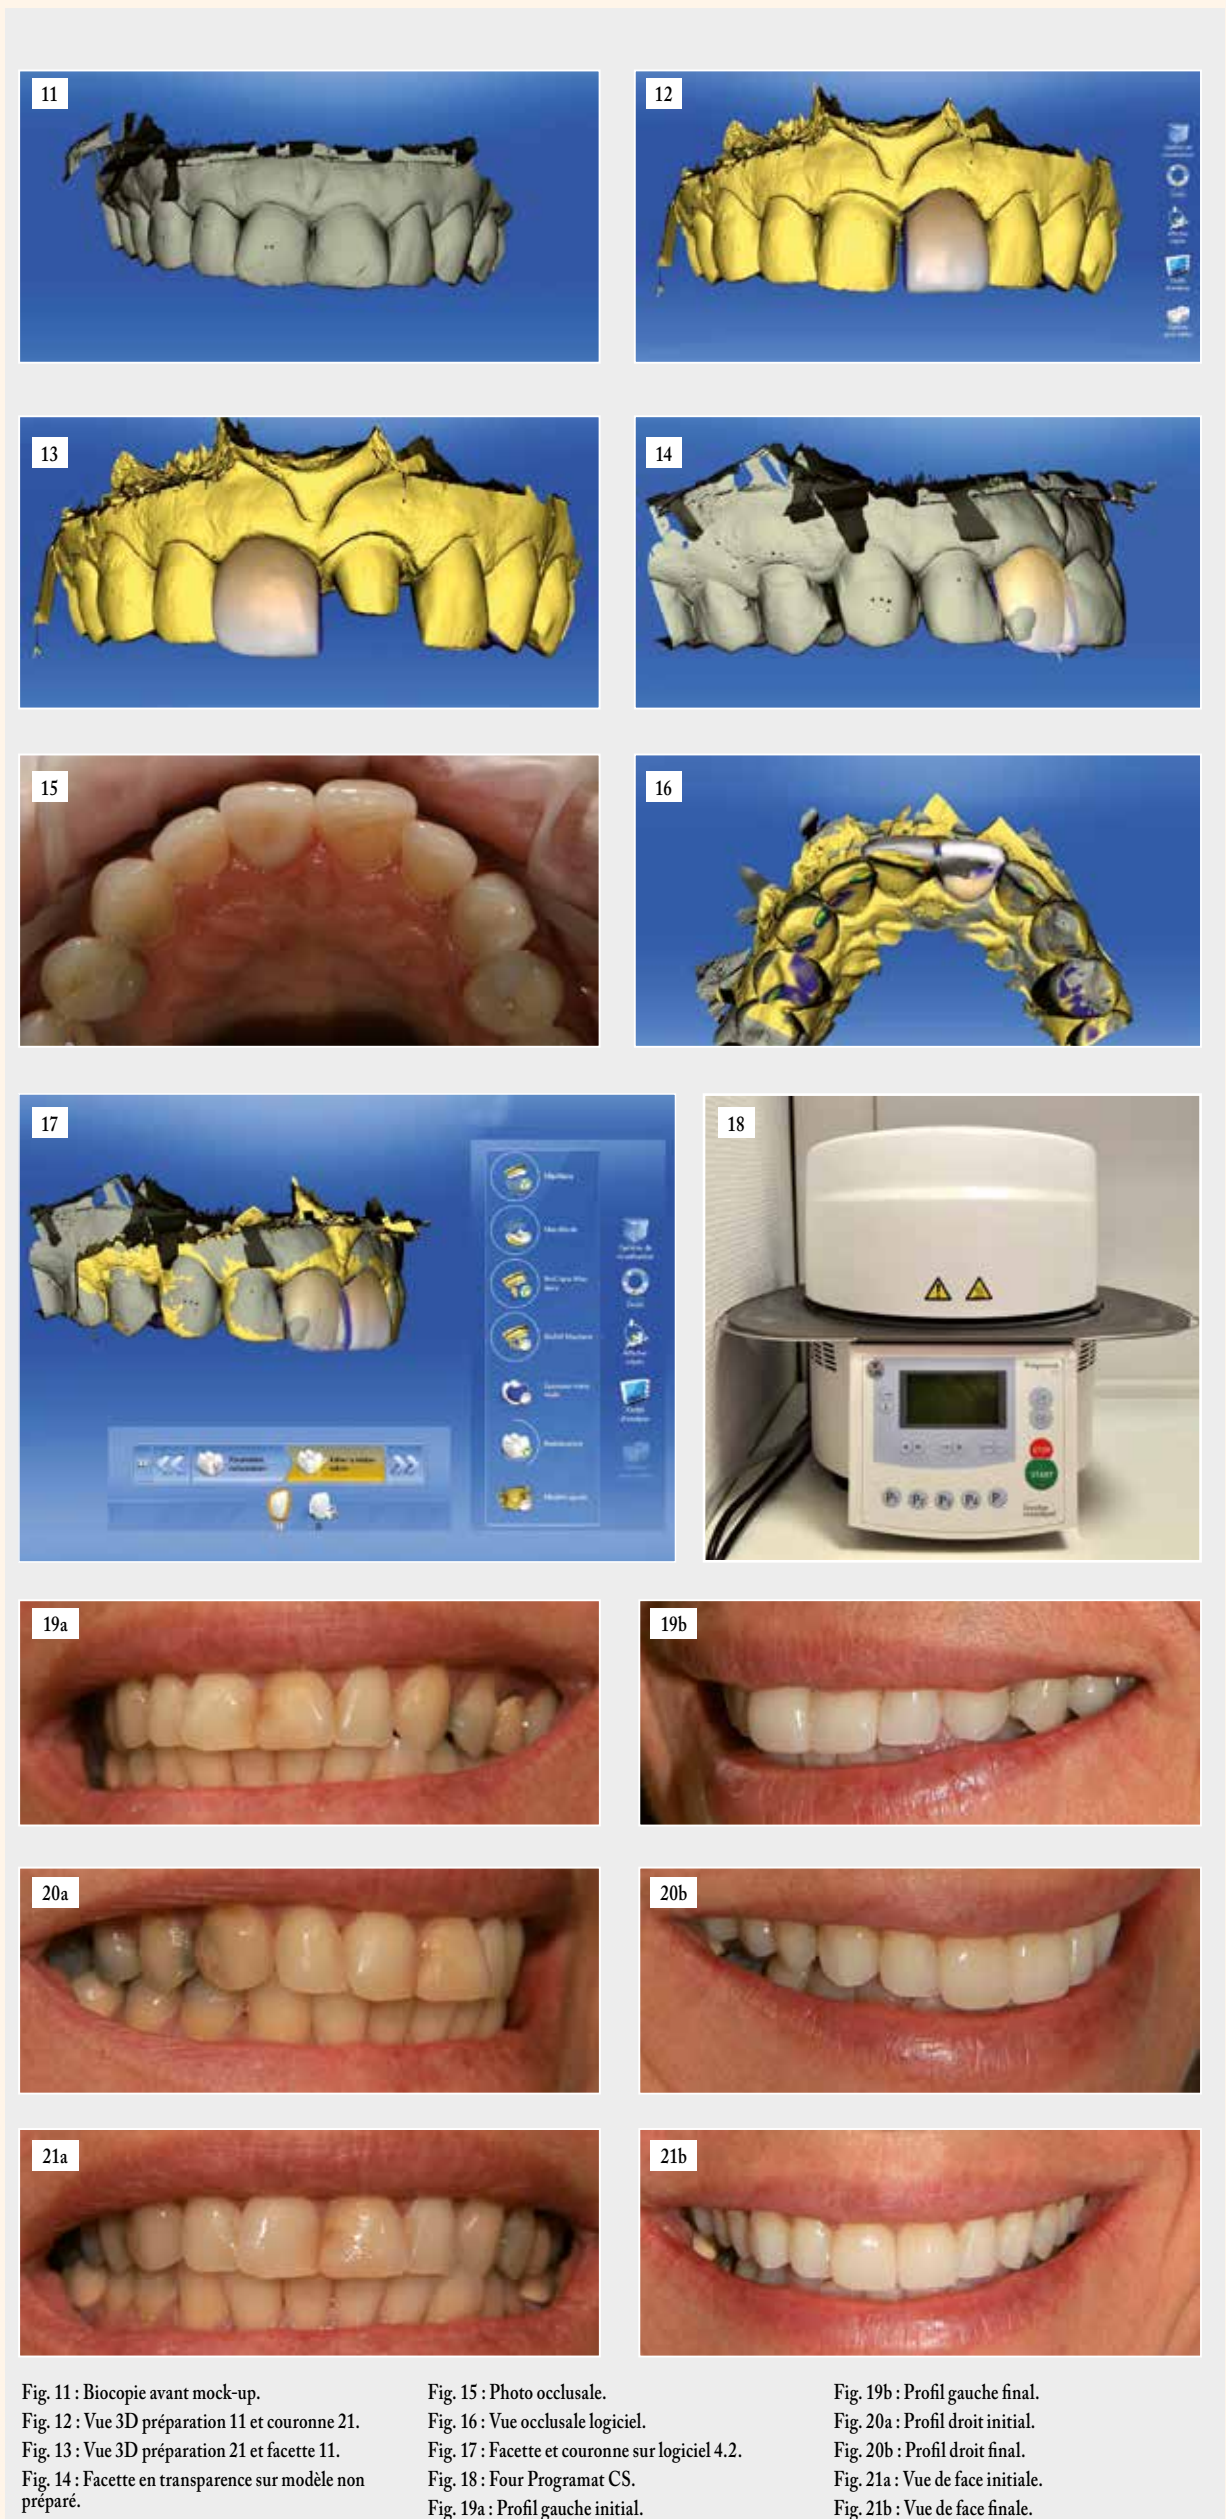 11
12
13
14
15
16
17
18
STOP
START
19a
19b
20a
20b
21a
21b
Fig. 11 : Biocopie avant mock-up.
Fig. 12 : Vue 3D préparation 11 et couronne 21.
Fig. 13 : Vue 3D préparation 21 et facette 11.
Fig. 14 : Facette en transparence sur modèle non
préparé.
Fig. 15 : Photo occlusale.
Fig. 16 : Vue occlusale logiciel.
Fig. 17 : Facette et couronne sur logiciel 4.2.
Fig. 18 : Four Programat CS.
Fig. 19a : Profil gauche initial.
Fig. 19b : Profil gauche final.
Fig. 20a : Profil droit initial.
Fig. 20b : Profil droit final.
Fig. 21a : Vue de face initiale.
Fig. 21b : Vue de face finale.